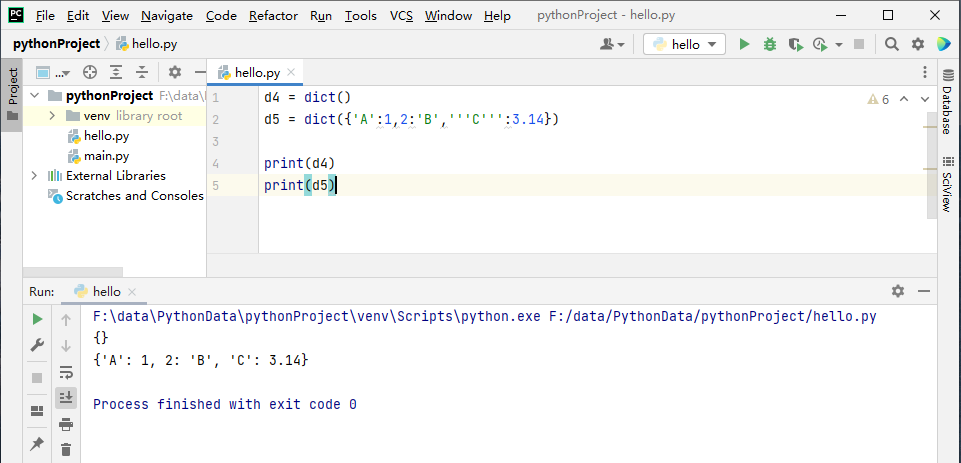 PC File Edit View Navigate Code Refactor Run Tools VCS Window Help pythonProject - hello.py
pythonProject hello.py hello
Project
... hello.py
pythonProject F:\data\
venv library root
hello.py
main.py
External Libraries
Scratches and Consoles
1 d4 = dict()
2 d5 = dict({'A':1,2:'B','''C''':3.14})
3
4 print(d4)
5 print(d5)
6
Database
SciView
Run: hello
F:\data\PythonData\pythonProject\venv\Scripts\python.exe F:/data/PythonData/pythonProject/hello.py
{}
{'A': 1, 2: 'B', 'C': 3.14}
Process finished with exit code 0